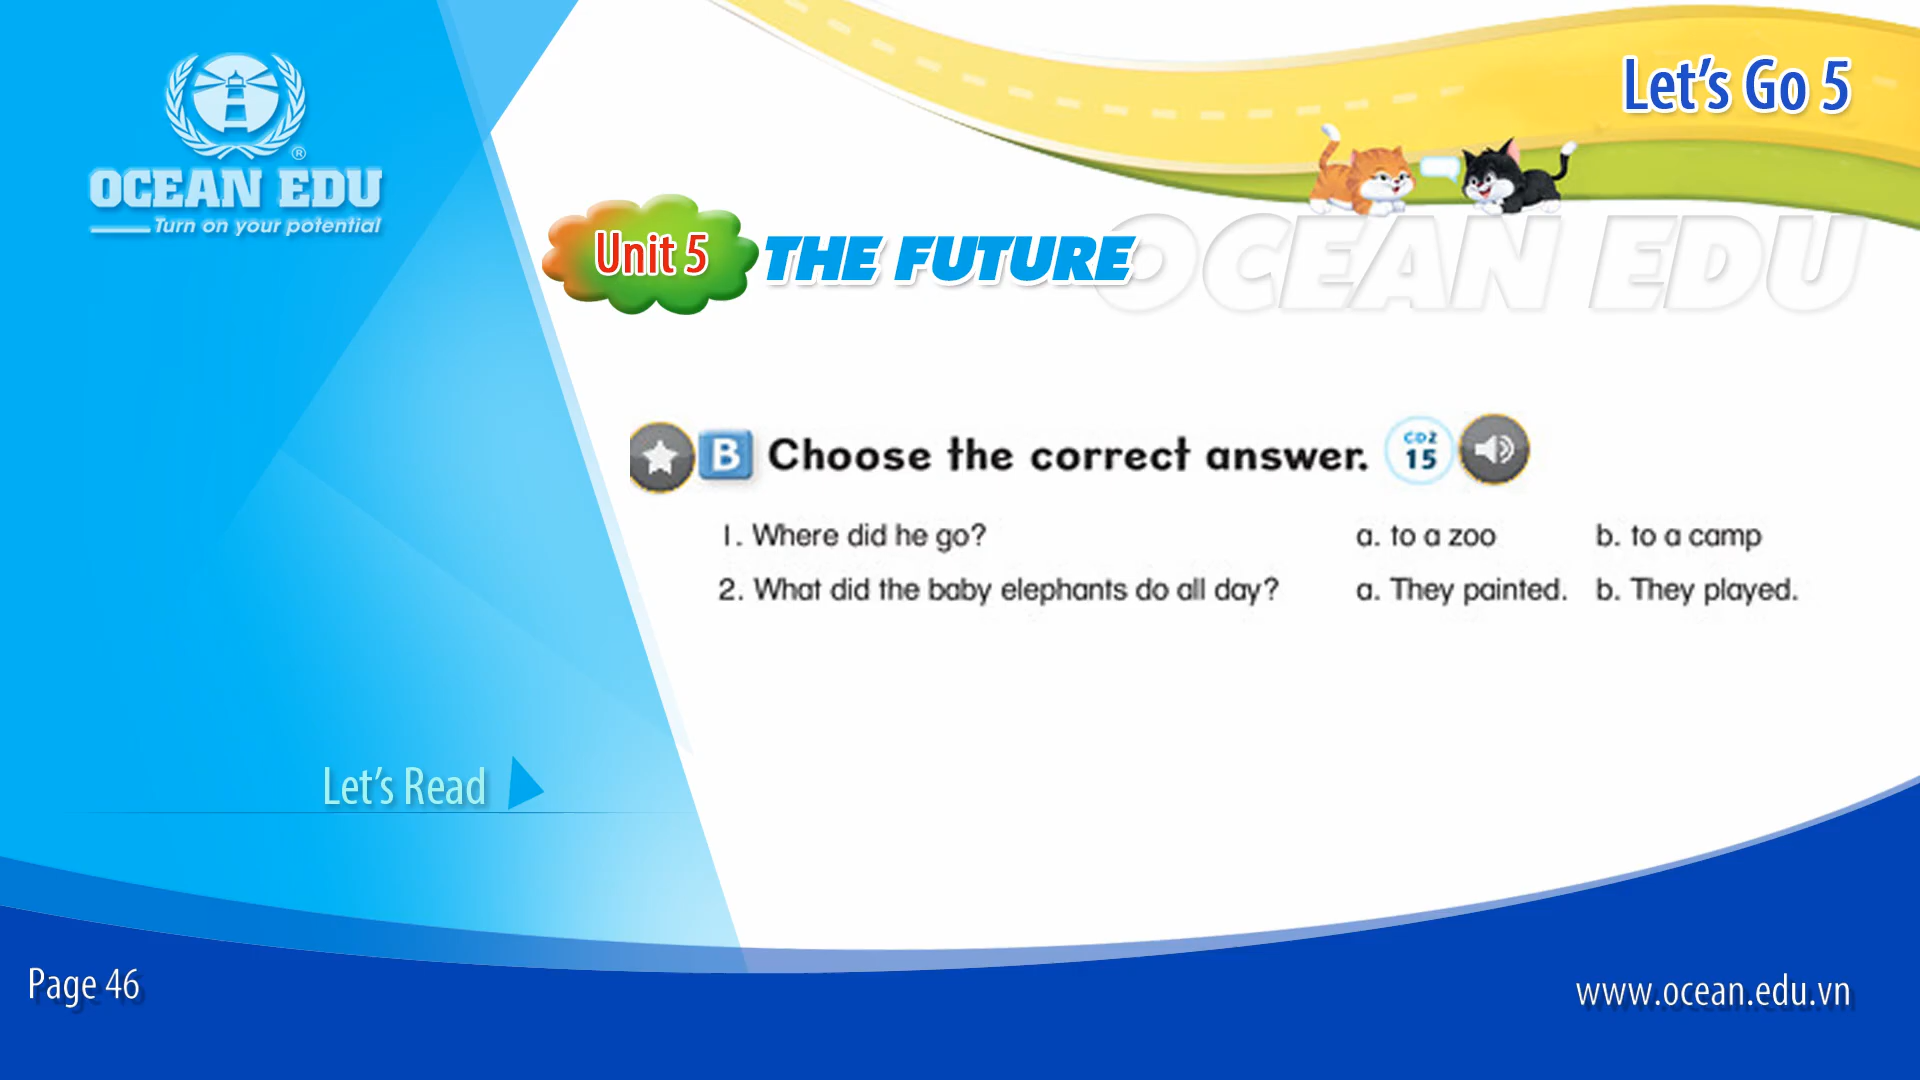 OCEAN EDU
®
Turn on your potential
Let's Go 5
OCEAN EDU
Unit 5 THE FUTURE
B Choose the correct answer. CD2 15
1. Where did he go? a. to a zoo b. to a camp
2. What did the baby elephants do all day? a. They painted. b. They played.
Let's Read
Page 46
www.ocean.edu.vn